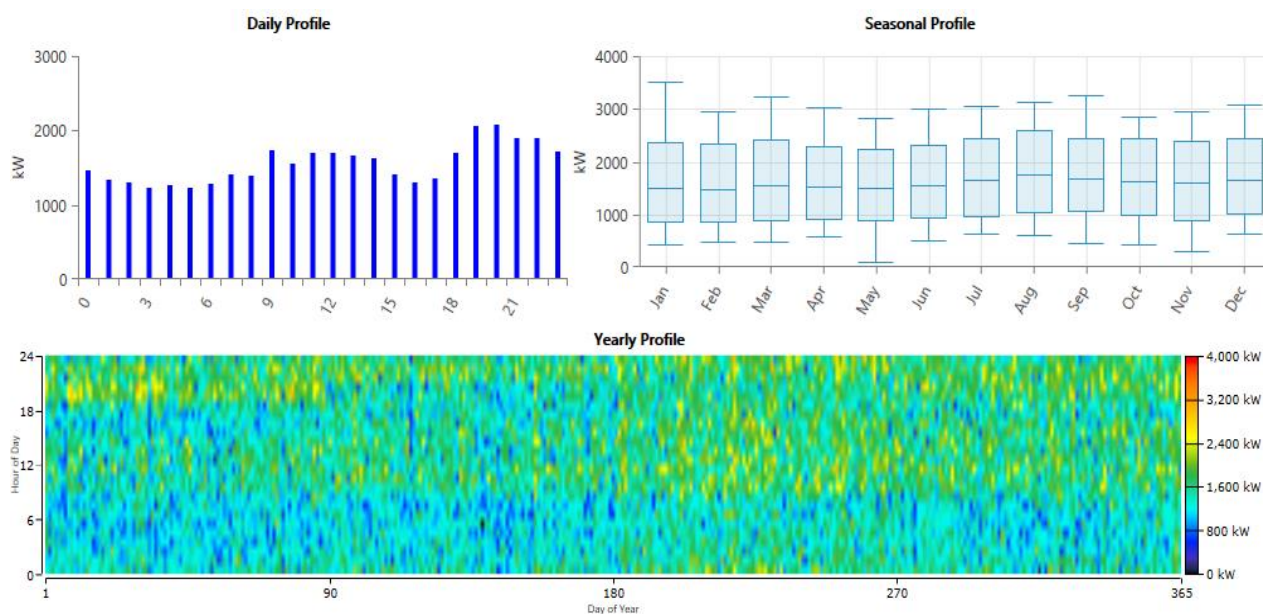 Daily Profile
3000
2000
1000
0
kW
0 3 6 9 12 15 18 21
Seasonal Profile
4000
3000
2000
1000
0
kW
Jan Feb Mar Apr May Jun Jul Aug Sep Oct Nov Dec
Yearly Profile
24
18
12
6
0
Hour of Day
1 90 180 270 365
Day of Year
4,000 kW
3,200 kW
2,400 kW
1,600 kW
800 kW
0 kW